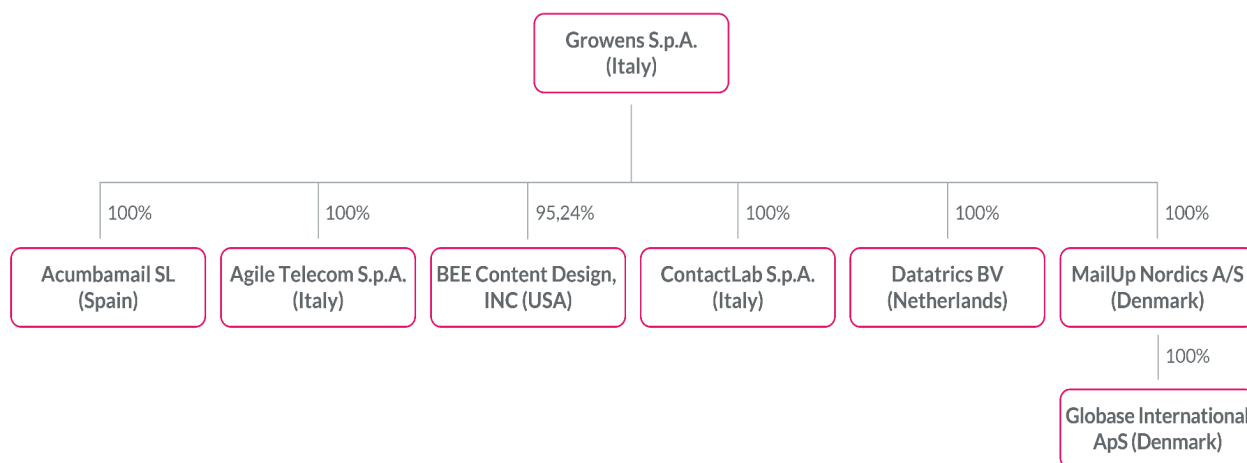 Growens S.p.A.
(Italy)
100%
100%
95,24%
100%
100%
100%
Acumbamail SL
(Spain)
Agile Telecom S.p.A.
(Italy)
BEE Content Design,
INC (USA)
ContactLab S.p.A.
(Italy)
Datatrics BV
(Netherlands)
MailUp Nordics A/S
(Denmark)
100%
Globase International
ApS (Denmark)